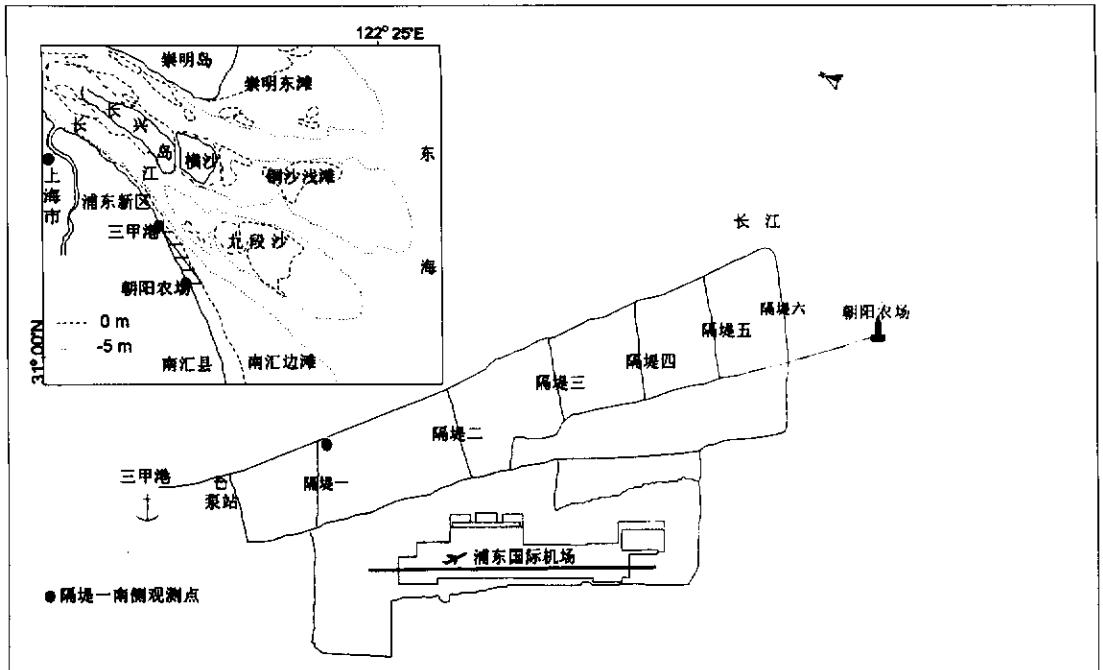 122°25′E
崇明岛
崇明东滩
长兴岛
长江
横沙
铜沙浅滩
东海
上海市
浦东新区
三甲港
九段沙
朝阳农场
0 m
-5 m
31°00′N
南汇县
南汇边滩
长 江
隔堤六
朝阳农场
隔堤五
隔堤四
隔堤三
隔堤二
隔堤一
三甲港
泵站
浦东国际机场
隔堤一南侧观测点